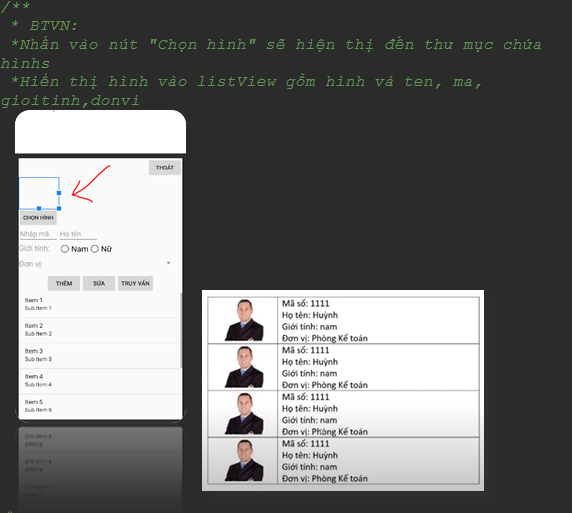 /**
* BTVN:
*Nhấn vào nút "Chọn hình" sẽ hiện thị đến thư mục chứa
hìnhs
*Hiển thị hình vào listView gồm hình và ten, ma,
gioitinh,donvi
THOÁT
CHỌN HÌNH
Nhập mã Họ tên
Giới tính: Nam Nữ
Đơn vị:
THÊM SỬA TRUY VẤN
Item 1
Sub Item 1
Item 2
Sub Item 2
Item 3
Sub Item 3
Item 4
Sub Item 4
Item 5
Sub Item 5
Mã số: 1111
Họ tên: Huỳnh
Giới tính: nam
Đơn vị: Phòng Kế toán
Mã số: 1111
Họ tên: Huỳnh
Giới tính: nam
Đơn vị: Phòng Kế toán
Mã số: 1111
Họ tên: Huỳnh
Giới tính: nam
Đơn vị: Phòng Kế toán
Mã số: 1111
Họ tên: Huỳnh
Giới tính: nam
Đơn vị: Phòng Kế toán